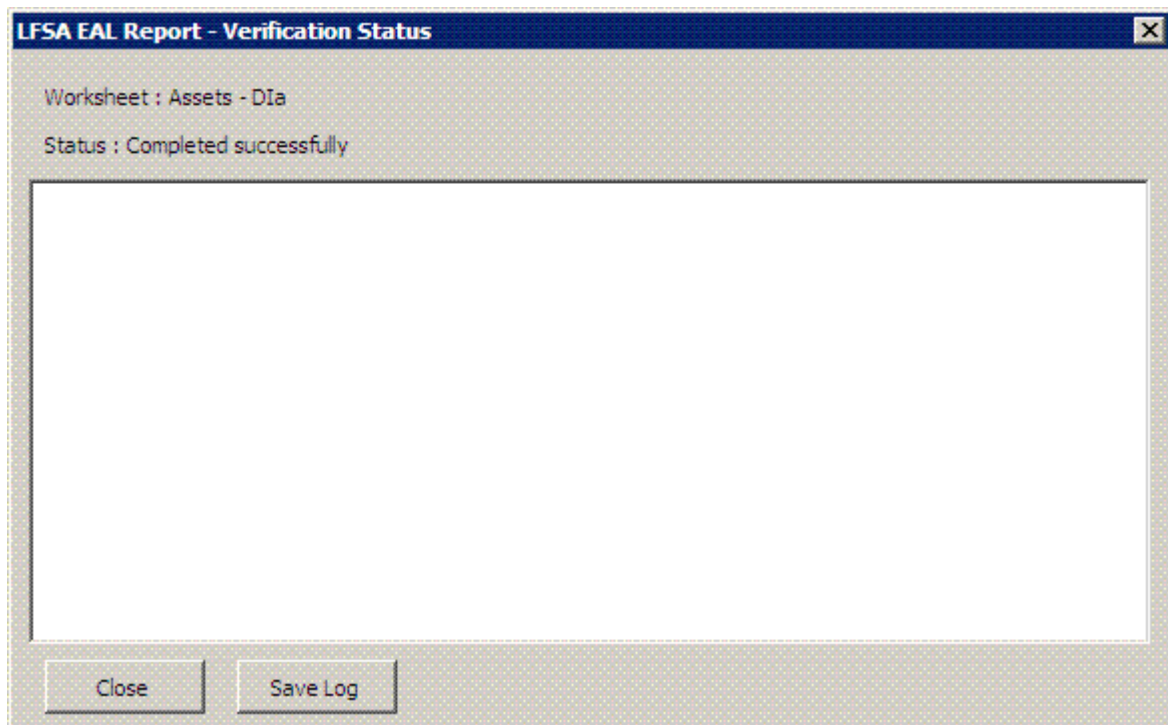 LFSA EAL Report - Verification Status
Worksheet : Assets - DIa
Status : Completed successfully
Close
Save Log